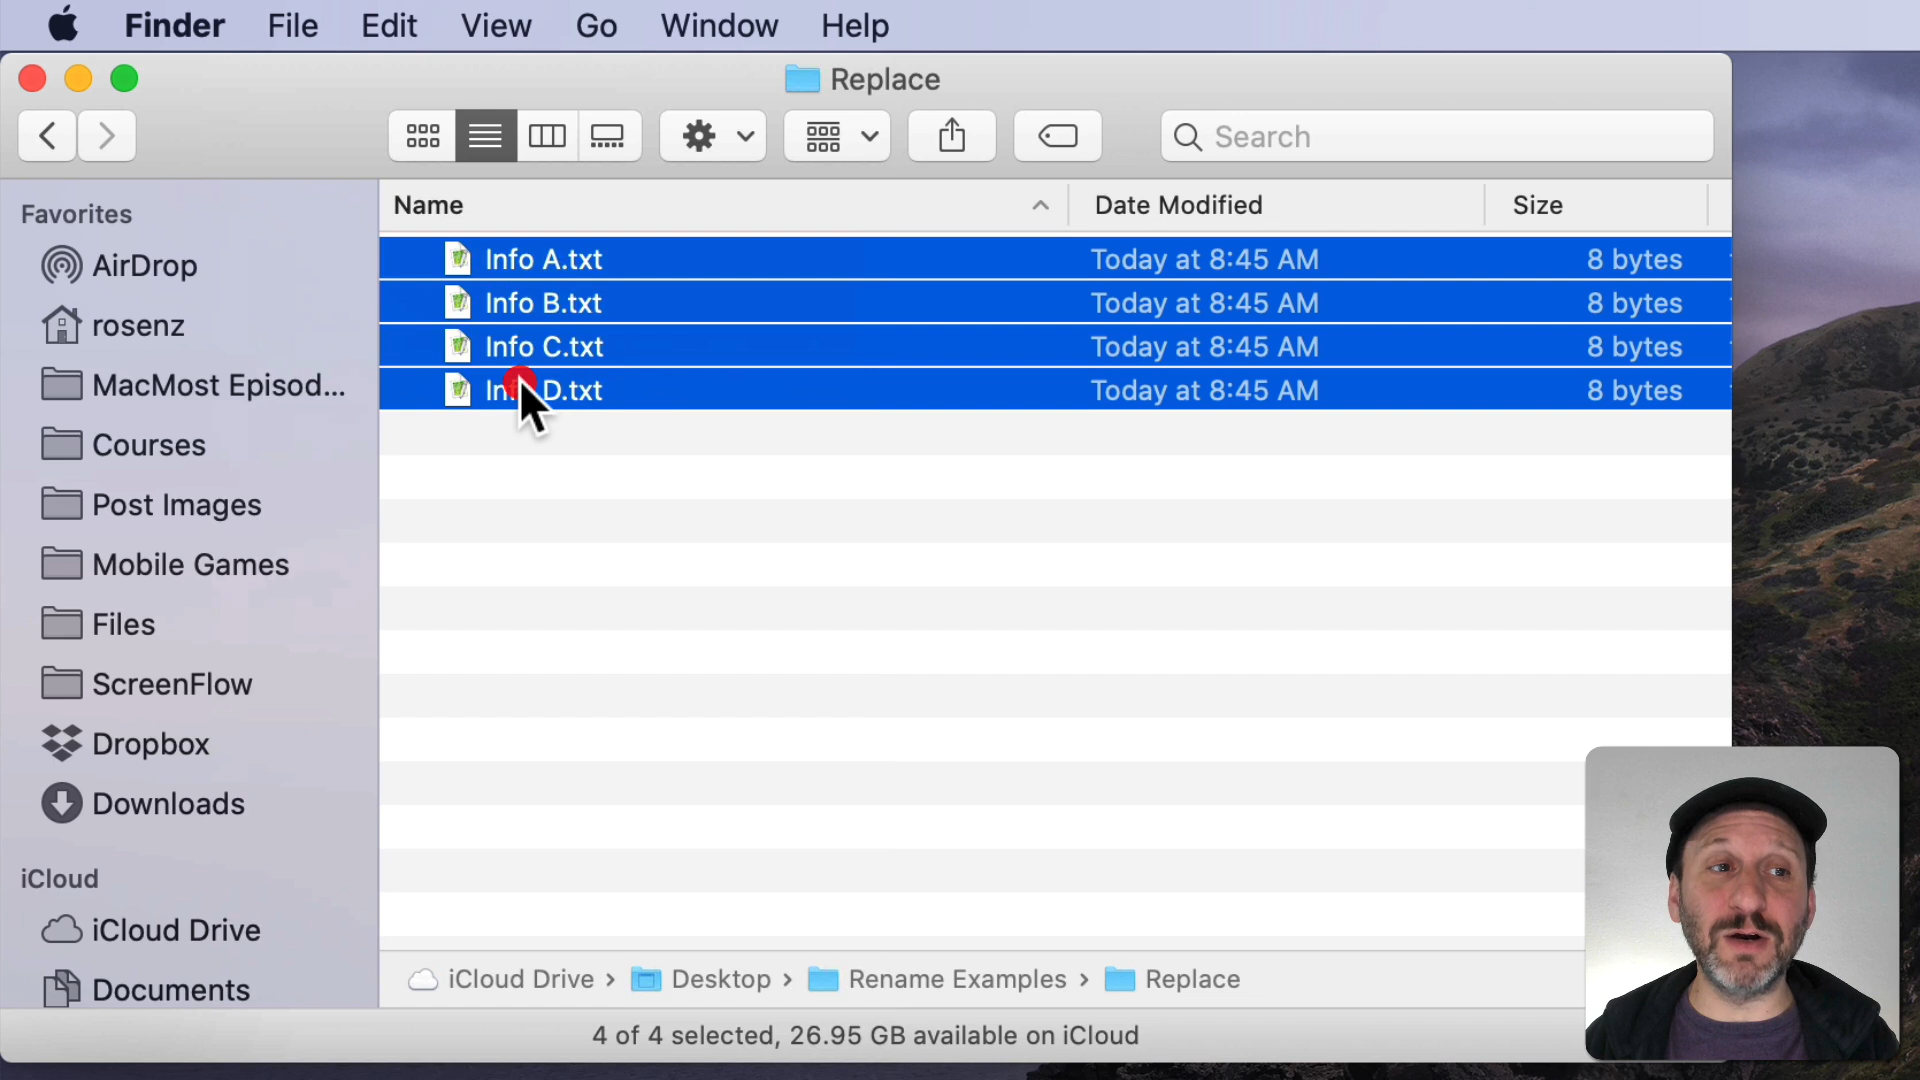 Finder File Edit View Go Window Help
Replace
Search
Favorites
AirDrop
rosenz
MacMost Episod...
Courses
Post Images
Mobile Games
Files
ScreenFlow
Dropbox
Downloads
iCloud
iCloud Drive
Documents
Name Date Modified Size
Info A.txt Today at 8:45 AM 8 bytes
Info B.txt Today at 8:45 AM 8 bytes
Info C.txt Today at 8:45 AM 8 bytes
Info D.txt Today at 8:45 AM 8 bytes
iCloud Drive › Desktop › Rename Examples › Replace
4 of 4 selected, 26.95 GB available on iCloud